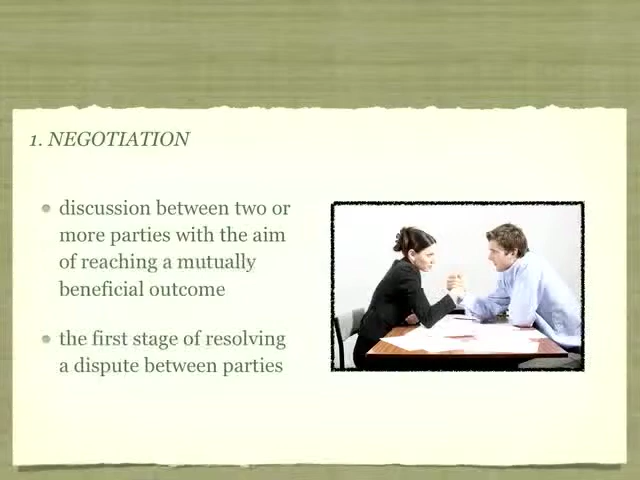 1. NEGOTIATION
discussion between two or
more parties with the aim
of reaching a mutually
beneficial outcome
the first stage of resolving
a dispute between parties